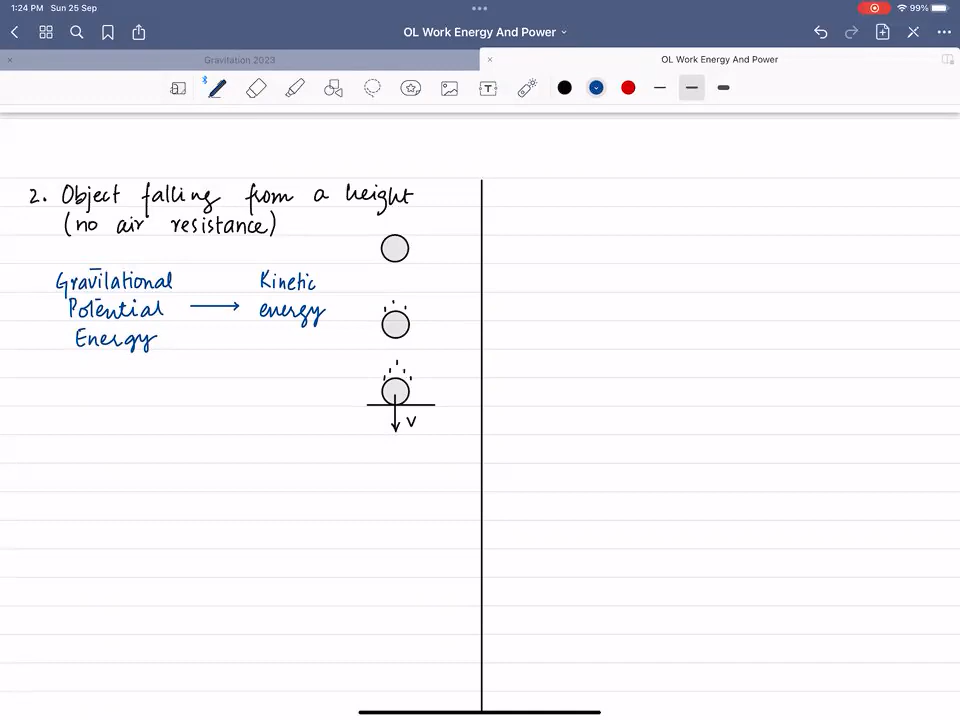 1:24 PM Sun 25 Sep
99%
OL Work Energy And Power
Gravilation 2023
OL Work Energy And Power
T
2. Object falling from a height
(no air resistance)
Gravitational
Potential
Energy
Kinetic
energy
v